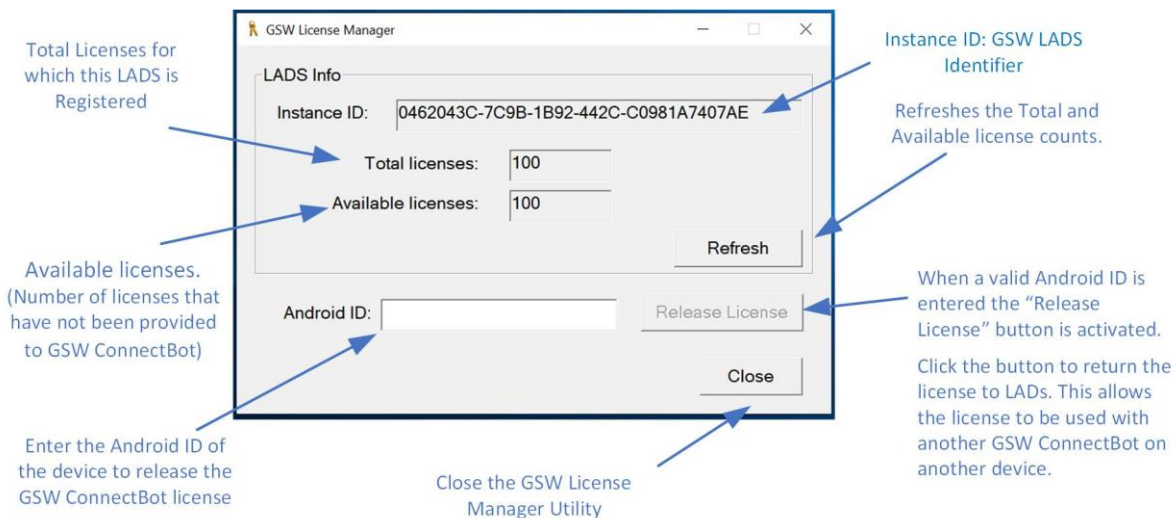 GSW License Manager
Total Licenses for
which this LADS is
Registered
Instance ID: GSW LADS
Identifier
LADS Info
Instance ID: 0462043C-7C9B-1B92-442C-C0981A7407AE
Refreshes the Total and
Available license counts.
Total licenses: 100
Available licenses: 100
Refresh
Available licenses.
(Number of licenses that
have not been provided
to GSW ConnectBot)
Android ID:
Release License
When a valid Android ID is
entered the “Release
License” button is activated.
Click the button to return the
license to LADs. This allows
the license to be used with
another GSW ConnectBot on
another device.
Close
Enter the Android ID of
the device to release the
GSW ConnectBot license
Close the GSW License
Manager Utility